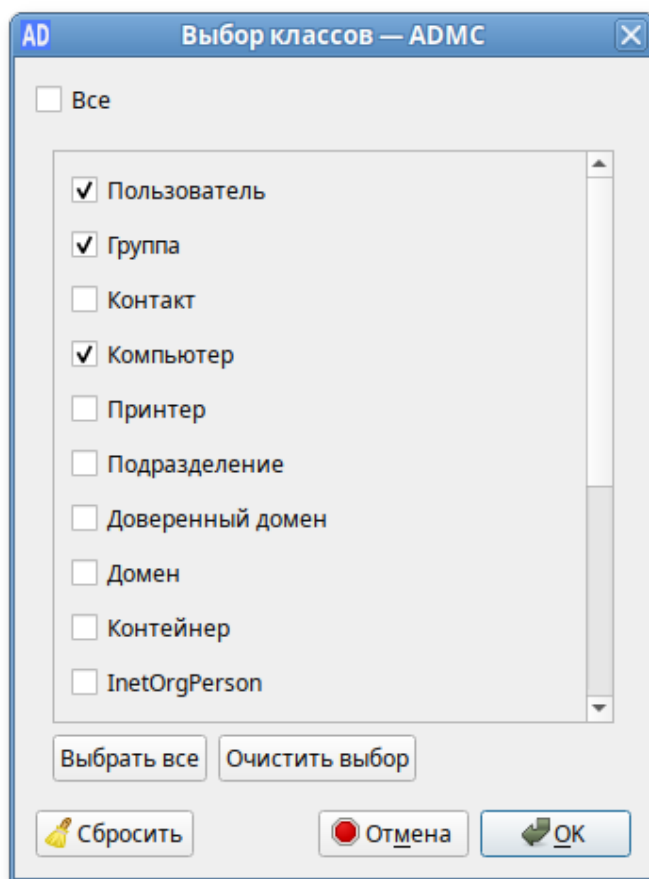 AD Выбор классов — ADMC
Все
Пользователь
Группа
Контакт
Компьютер
Принтер
Подразделение
Доверенный домен
Домен
Контейнер
InetOrgPerson
Выбрать все Очистить выбор
Сбросить Отмена OK